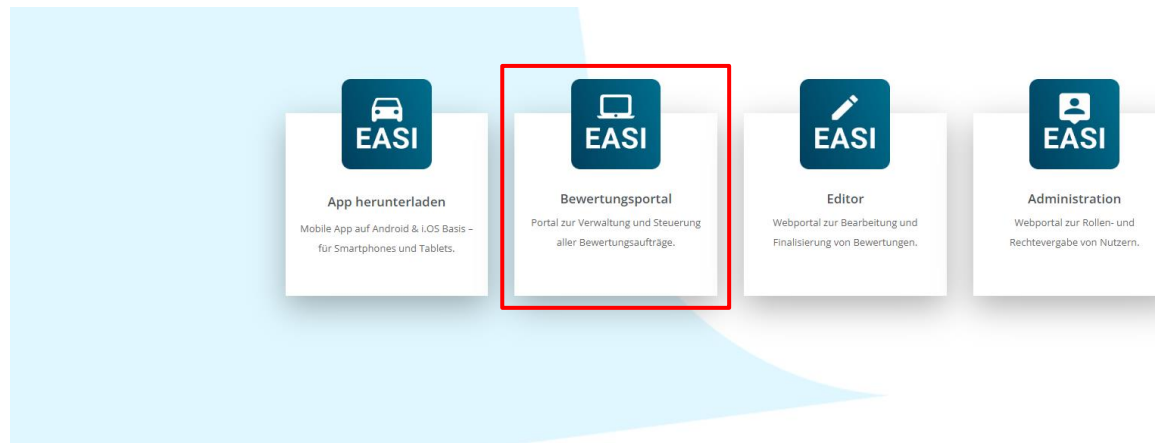 EASI
App herunterladen
Mobile App auf Android & i.OS Basis –
für Smartphones und Tablets.
EASI
Bewertungsportal
Portal zur Verwaltung und Steuerung
aller Bewertungsaufträge.
EASI
Editor
Webportal zur Bearbeitung und
Finalisierung von Bewertungen.
EASI
Administration
Webportal zur Rollen- und
Rechtevergabe von Nutzern.